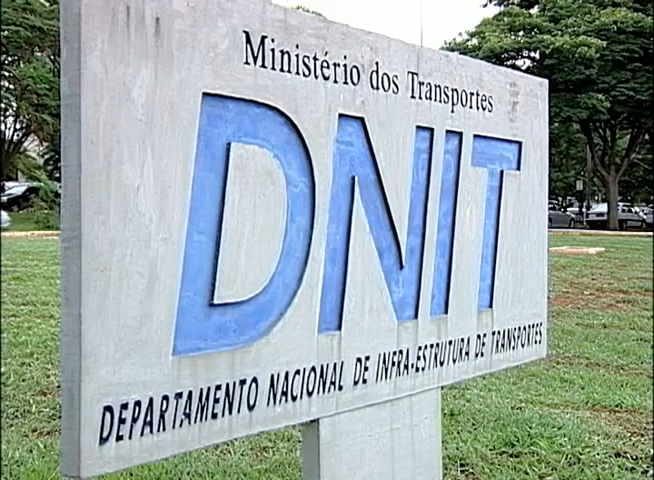 Ministério dos Transportes
DNIT
DEPARTAMENTO NACIONAL DE INFRA-ESTRUTURA DE TRANSPORTES